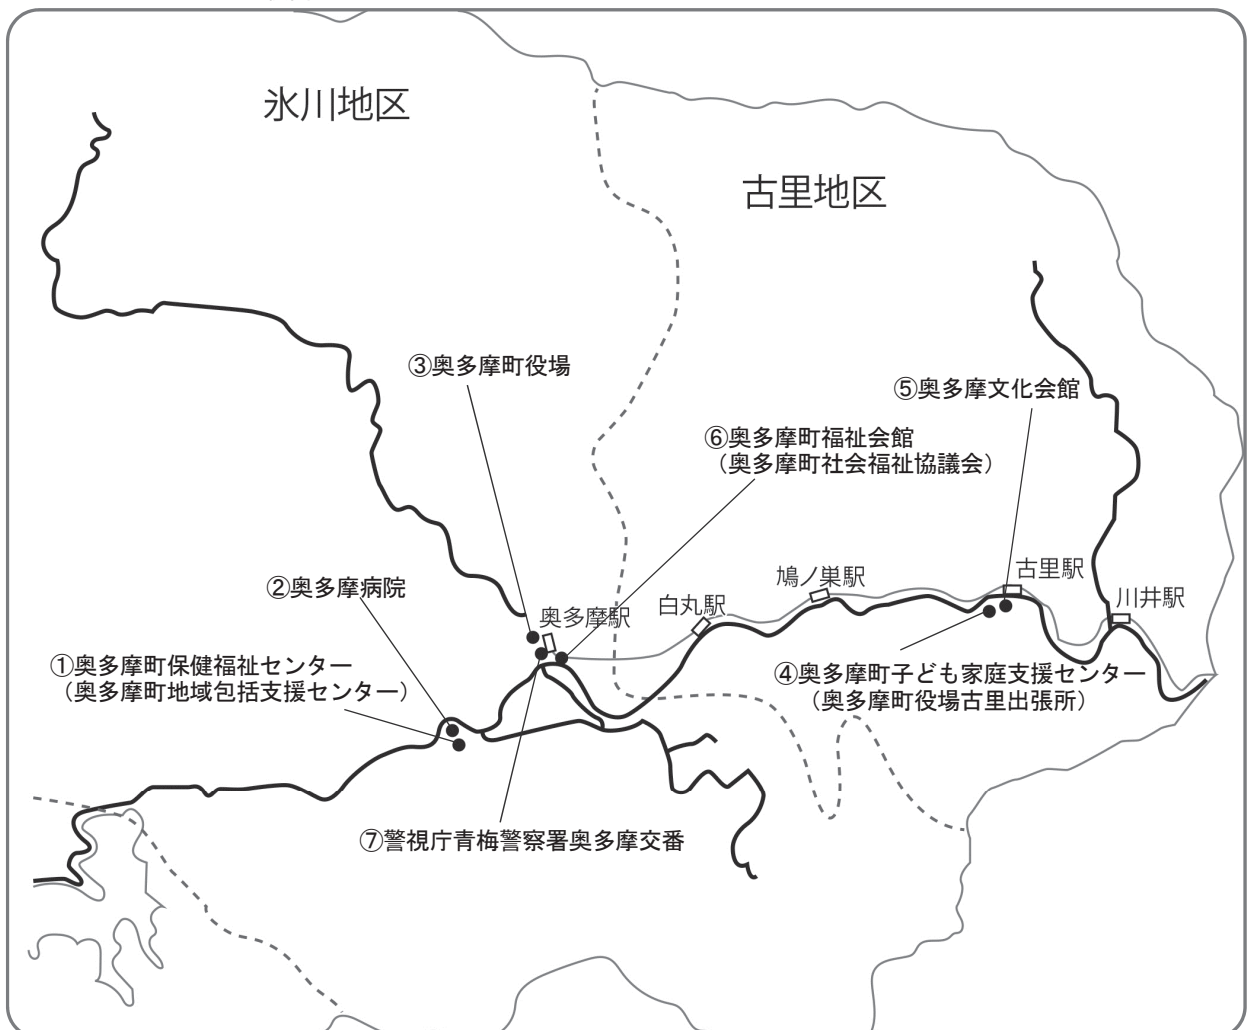 氷川地区
古里地区
③奥多摩町役場
⑤奥多摩文化会館
⑥奥多摩町福祉会館
（奥多摩町社会福祉協議会）
②奥多摩病院
奥多摩駅
白丸駅
鳩ノ巣駅
古里駅
川井駅
①奥多摩町保健福祉センター
（奥多摩町地域包括支援センター）
④奥多摩町子ども家庭支援センター
（奥多摩町役場古里出張所）
⑦警視庁青梅警察署奥多摩交番